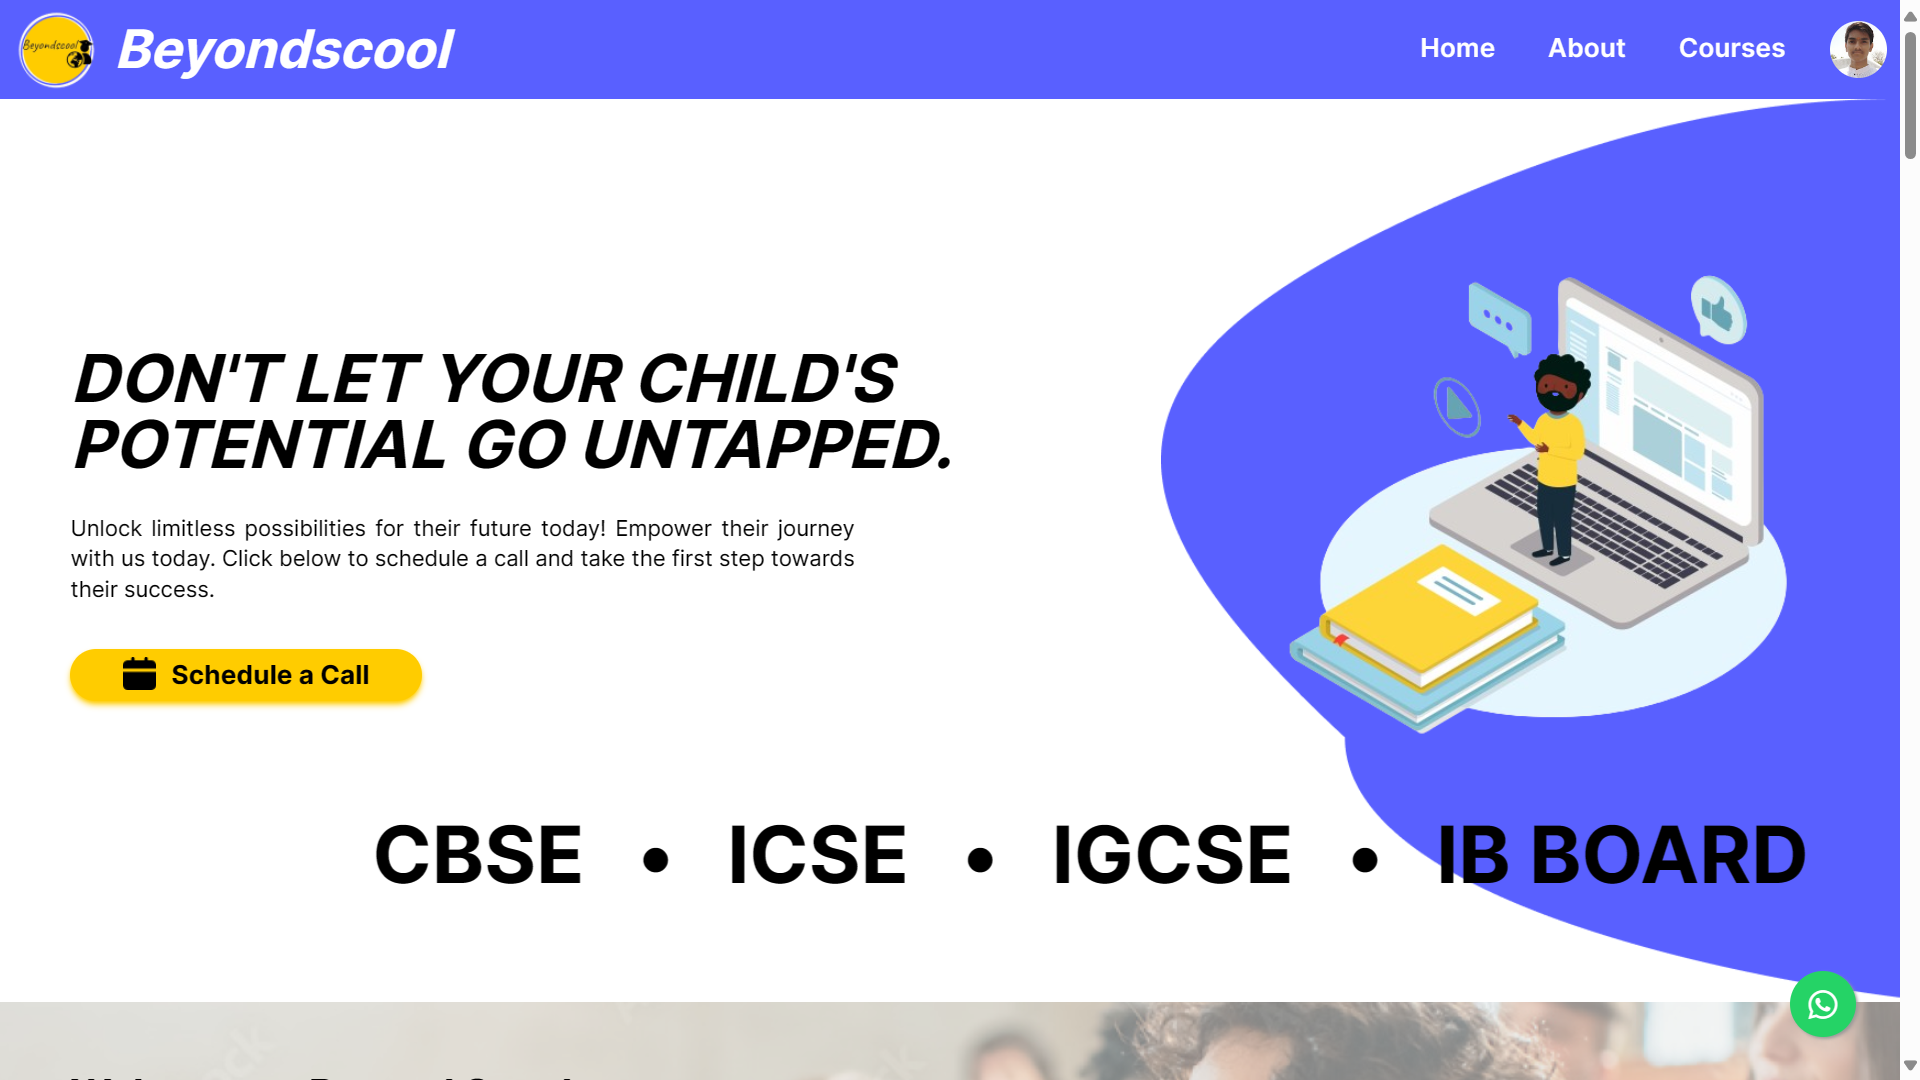 Beyondscool
Beyondscool
Home
About
Courses
DON'T LET YOUR CHILD'S
POTENTIAL GO UNTAPPED.
Unlock limitless possibilities for their future today! Empower their journey
with us today. Click below to schedule a call and take the first step towards
their success.
Schedule a Call
CBSE • ICSE • IGCSE • IB BOARD